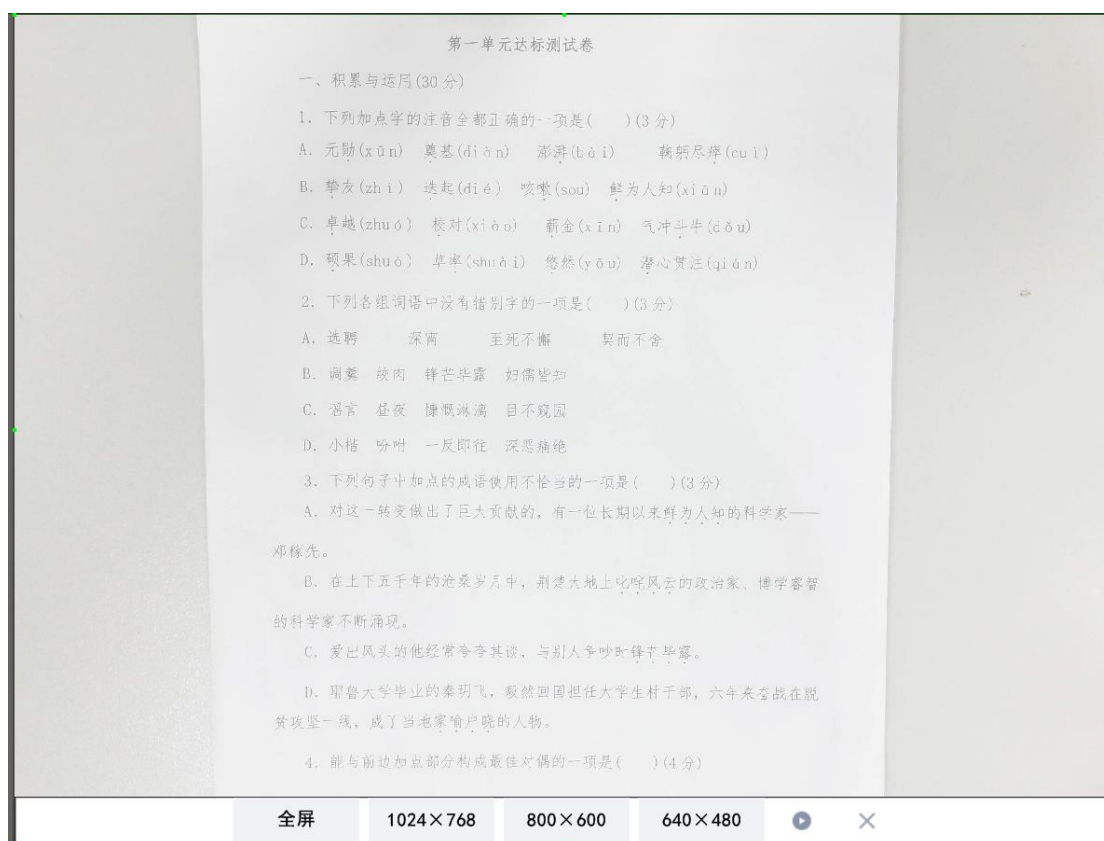 第一单元达标测试卷
一、积累与运用(30分)
1. 下列加点字的注音全都正确的一项是(　　)(3分)
A. 元勋(xūn)　奠基(diàn)　澎湃(bài)　鞠躬尽瘁(cuì)
B. 挚友(zhì)　迭起(dié)　咳嗽(sou)　鲜为人知(xiān)
C. 卓越(zhuó)　校对(xiào)　薪金(xīn)　气冲斗牛(dǒu)
D. 硕果(shuò)　草率(shuài)　悠然(yōu)　潜心贯注(qián)
2. 下列各组词语中没有错别字的一项是(　　)(3分)
A. 选聘　深宵　至死不懈　契而不舍
B. 调羹　绞肉　锋芒毕露　妇儒皆知
C. 谣言　昼夜　慷慨淋漓　目不窥园
D. 小楷　吩咐　一反即往　深恶痛绝
3. 下列句子中加点的成语使用不恰当的一项是(　　)(3分)
A. 对这一转变做出了巨大贡献的，有一位长期以来鲜为人知的科学家——
邓稼先。
B. 在上下五千年的沧桑岁月中，荆楚大地上叱咤风云的政治家、博学睿智
的科学家不断涌现。
C. 爱出风头的他经常夸夸其谈，与别人争吵时锋芒毕露。
D. 耶鲁大学毕业的秦玥飞，毅然回国担任大学生村干部，六年来奋战在脱
贫攻坚一线，成了当地家喻户晓的人物。
4. 能与前边加点部分构成最佳对偶的一项是(　　)(4分)
全屏　1024×768　800×600　640×480